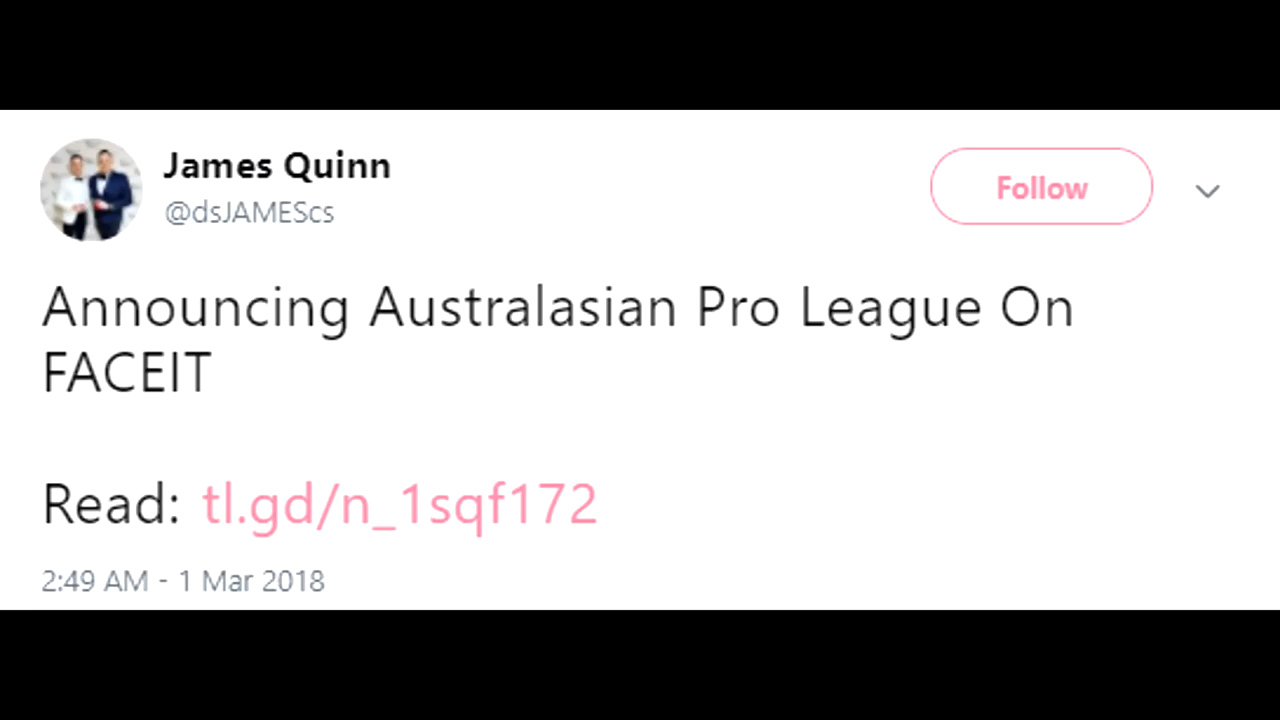 James Quinn
@dsJAMEScs
Follow
Announcing Australasian Pro League On
FACEIT
Read: tl.gd/n_1sqf172
2:49 AM - 1 Mar 2018